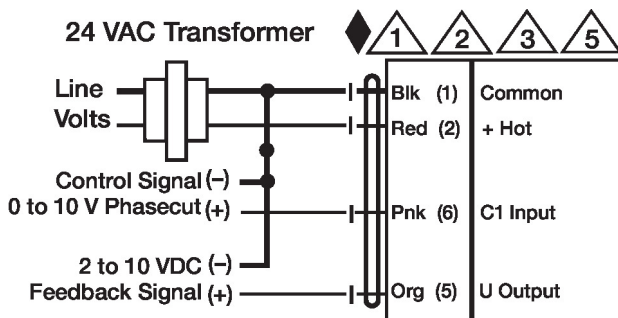 24 VAC Transformer
1 2 3 5
Line
Volts
Blk (1) Common
Red (2) + Hot
Control Signal (–)
0 to 10 V Phasecut (+)
Pnk (6) C1 Input
2 to 10 VDC (–)
Feedback Signal (+)
Org (5) U Output